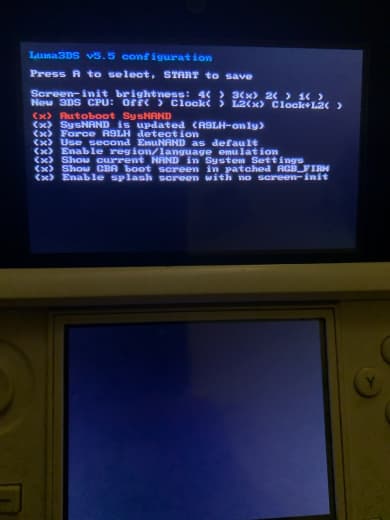 Luma3DS v5.5 configuration
Press A to select, START to save
Screen-init brightness: 4( ) 3(x) 2( ) 1( )
New 3DS CPU: Off( ) Clock( ) L2(x) Clock+L2( )
(x) Autoboot SysNAND
(x) SysNAND is updated (A9LH-only)
(x) Force A9LH detection
(x) Use second EmuNAND as default
(x) Enable region/language emulation
(x) Show current NAND in System Settings
(x) Show GBA boot screen in patched AGB_FIRM
(x) Enable splash screen with no screen-init
Y